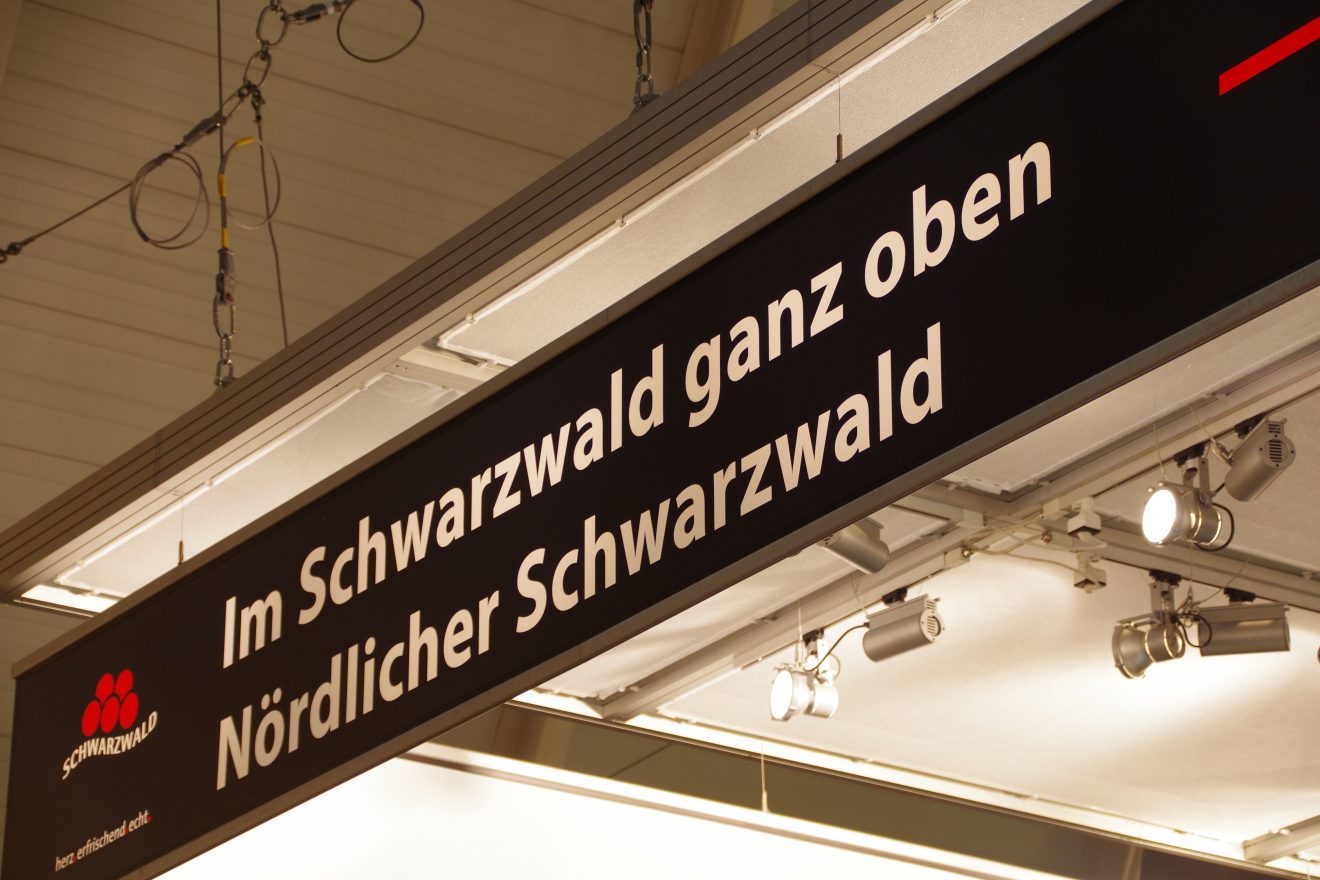 Im Schwarzwald ganz oben
Nördlicher Schwarzwald
SCHWARZWALD
herz.erfrischend.echt.